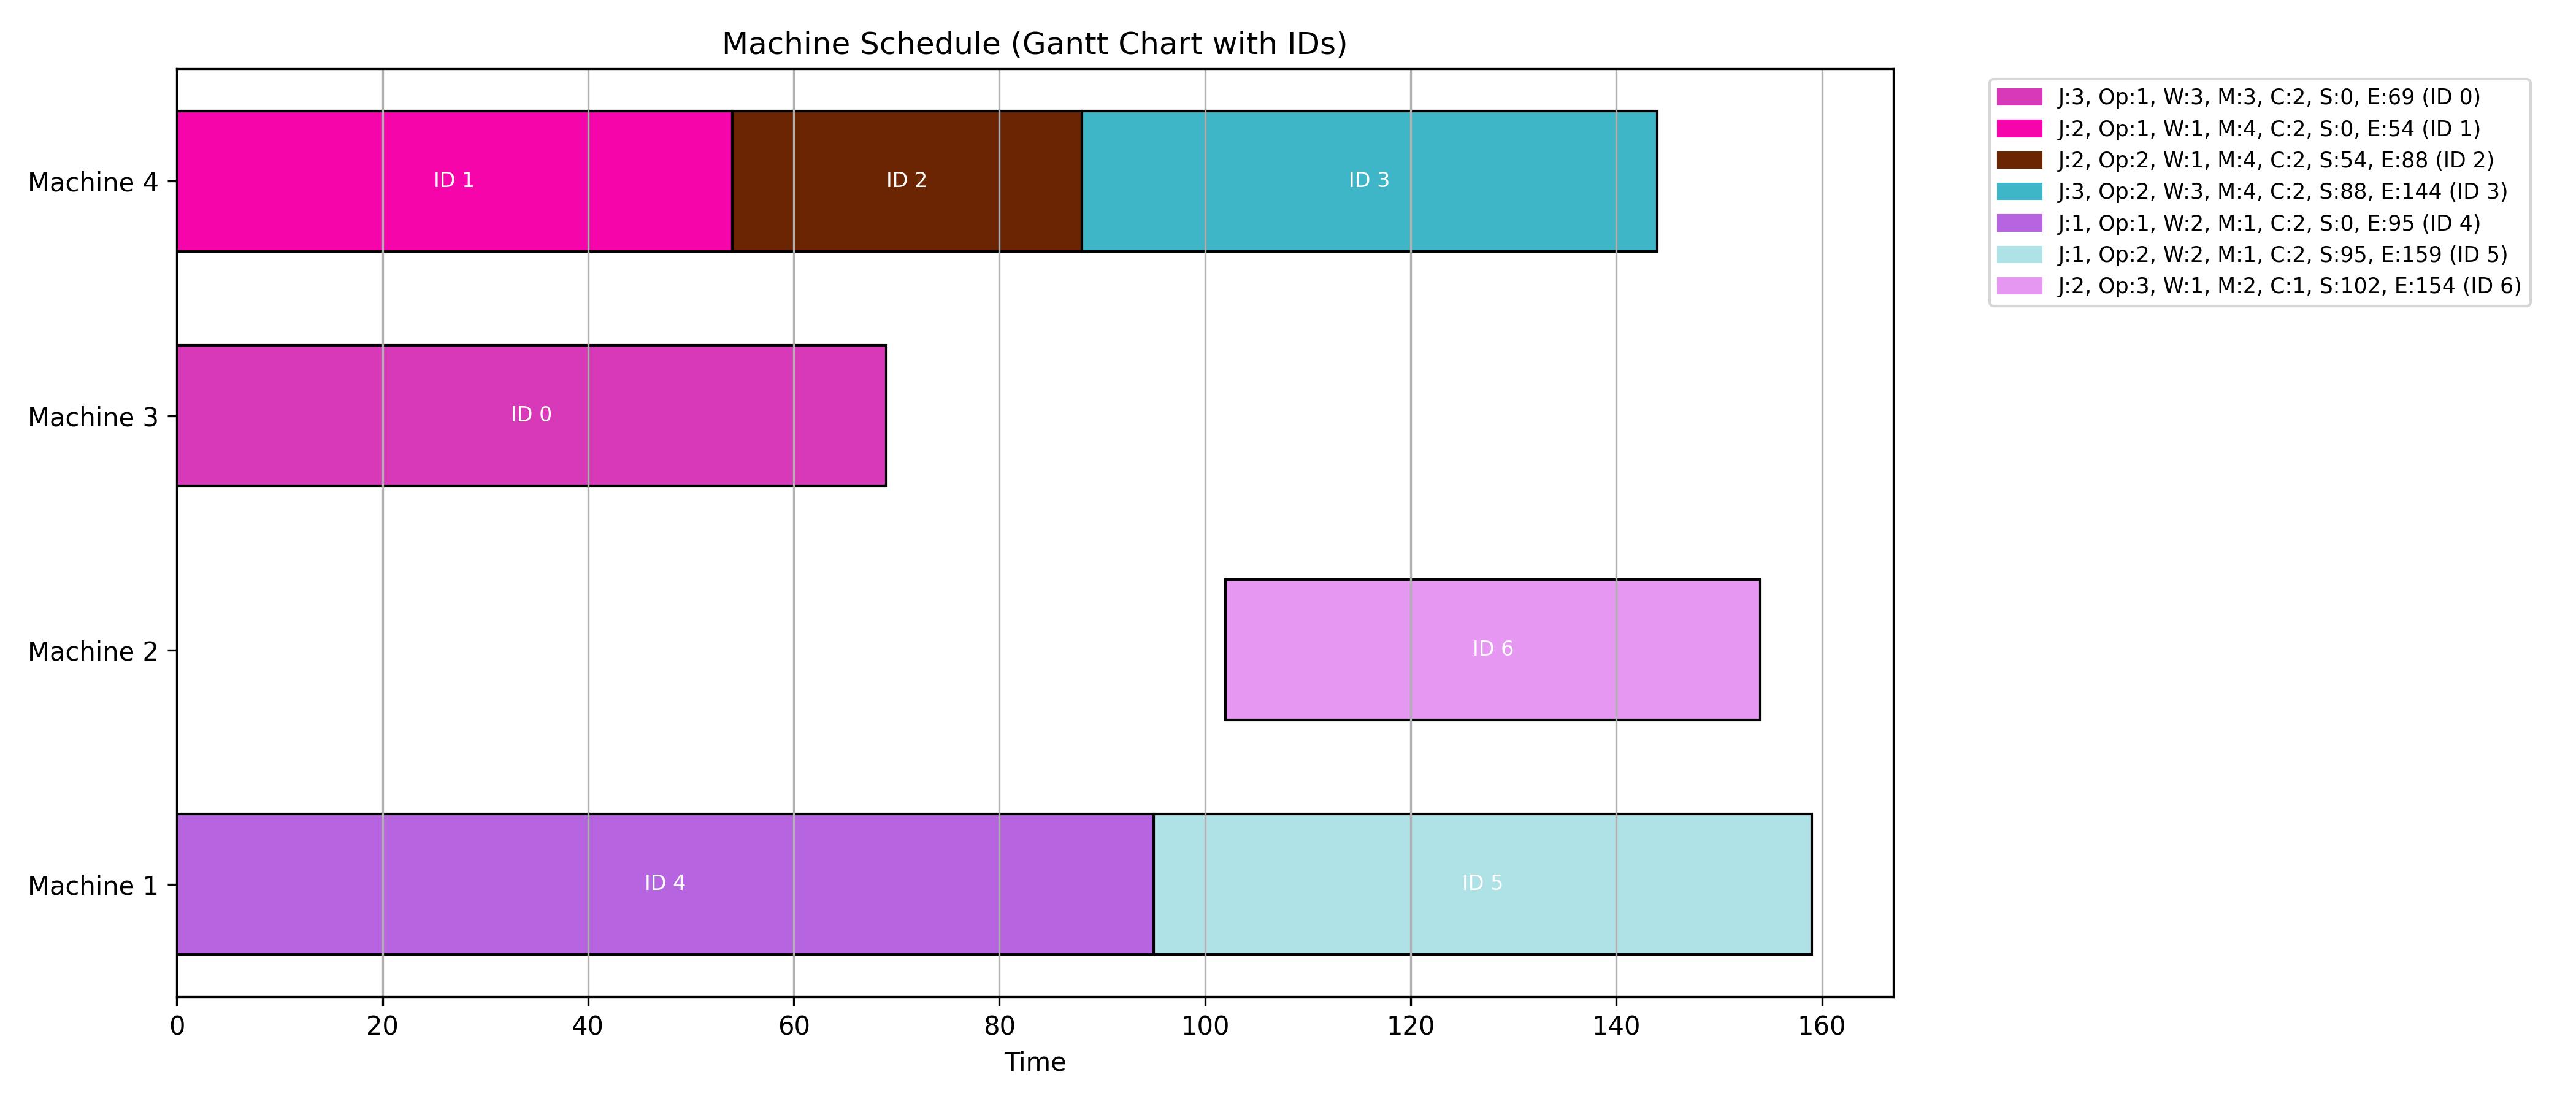 Machine Schedule (Gantt Chart with IDs)
J:3, Op:1, W:3, M:3, C:2, S:0, E:69 (ID 0)
J:2, Op:1, W:1, M:4, C:2, S:0, E:54 (ID 1)
J:2, Op:2, W:1, M:4, C:2, S:54, E:88 (ID 2)
J:3, Op:2, W:3, M:4, C:2, S:88, E:144 (ID 3)
J:1, Op:1, W:2, M:1, C:2, S:0, E:95 (ID 4)
J:1, Op:2, W:2, M:1, C:2, S:95, E:159 (ID 5)
J:2, Op:3, W:1, M:2, C:1, S:102, E:154 (ID 6)
Machine 4 ID 1 ID 2 ID 3
Machine 3 ID 0
Machine 2 ID 6
Machine 1 ID 4 ID 5
0 20 40 60 80 100 120 140 160
Time